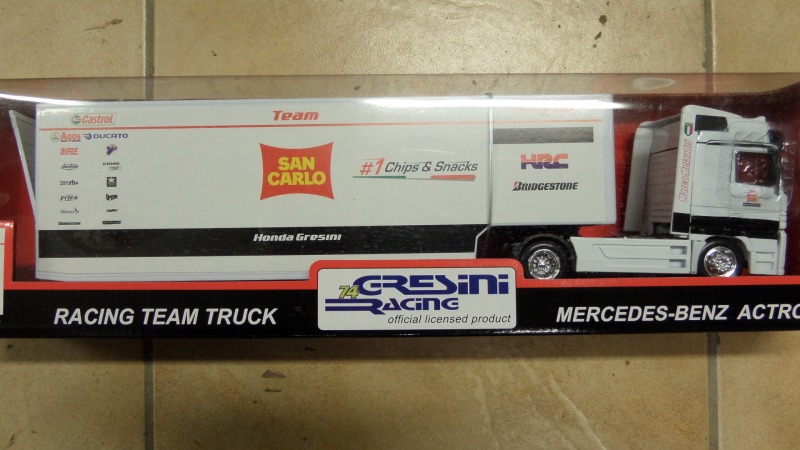 Castrol
Team
Agos DUCATO
RIFLE
SAN
CARLO
#1 Chips & Snacks
HRC
BRIDGESTONE
Honda Gresini
74 GRESINI
RACING
official licensed product
RACING TEAM TRUCK
MERCEDES-BENZ ACTRO